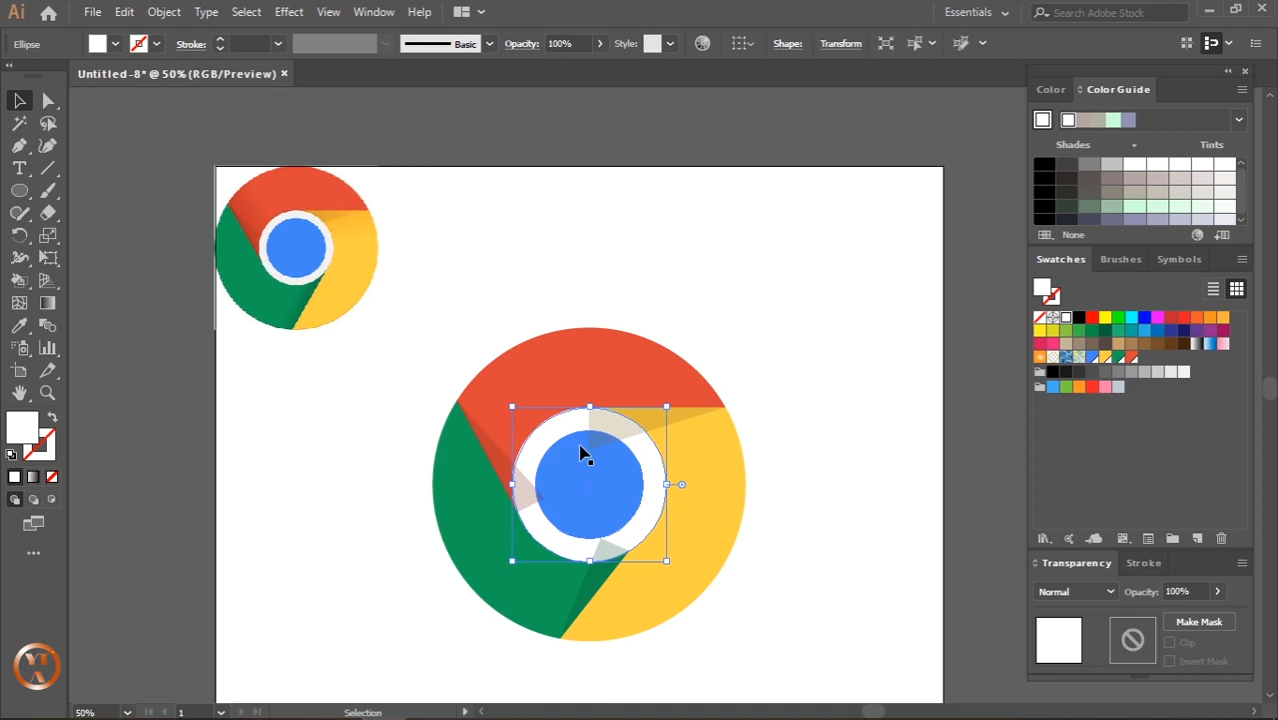 Ai File Edit Object Type Select Effect View Window Help Essentials Search Adobe Stock
Ellipse Stroke: Basic Opacity: 100% Style: Shape: Transform
Untitled-8* @ 50% (RGB/Preview) ×
Color Color Guide
Shades Tints
None
Swatches Brushes Symbols
Transparency Stroke
Normal Opacity: 100%
Make Mask
Clip
Invert Mask
50% 1 Selection